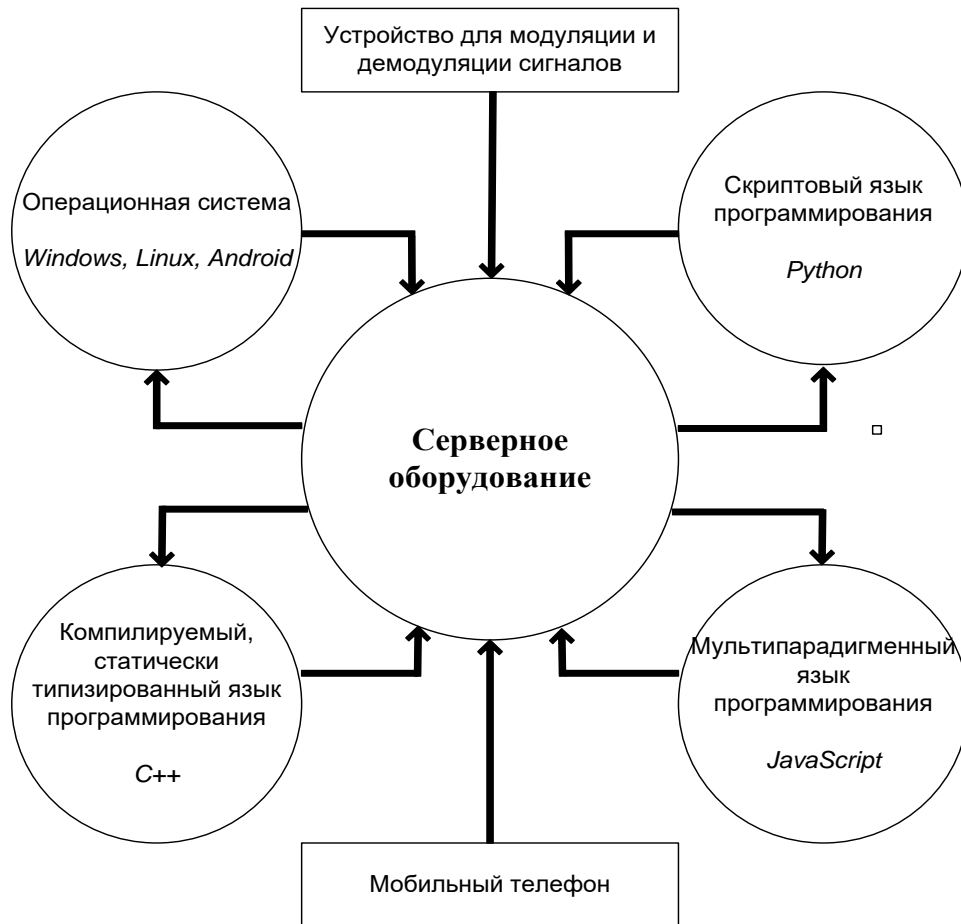 Устройство для модуляции и
демодуляции сигналов
Операционная система
Windows, Linux, Android
Скриптовый язык
программирования
Python
Серверное
оборудование
Компилируемый,
статически
типизированный язык
программирования
C++
Мультипарадигменный
язык
программирования
JavaScript
Мобильный телефон